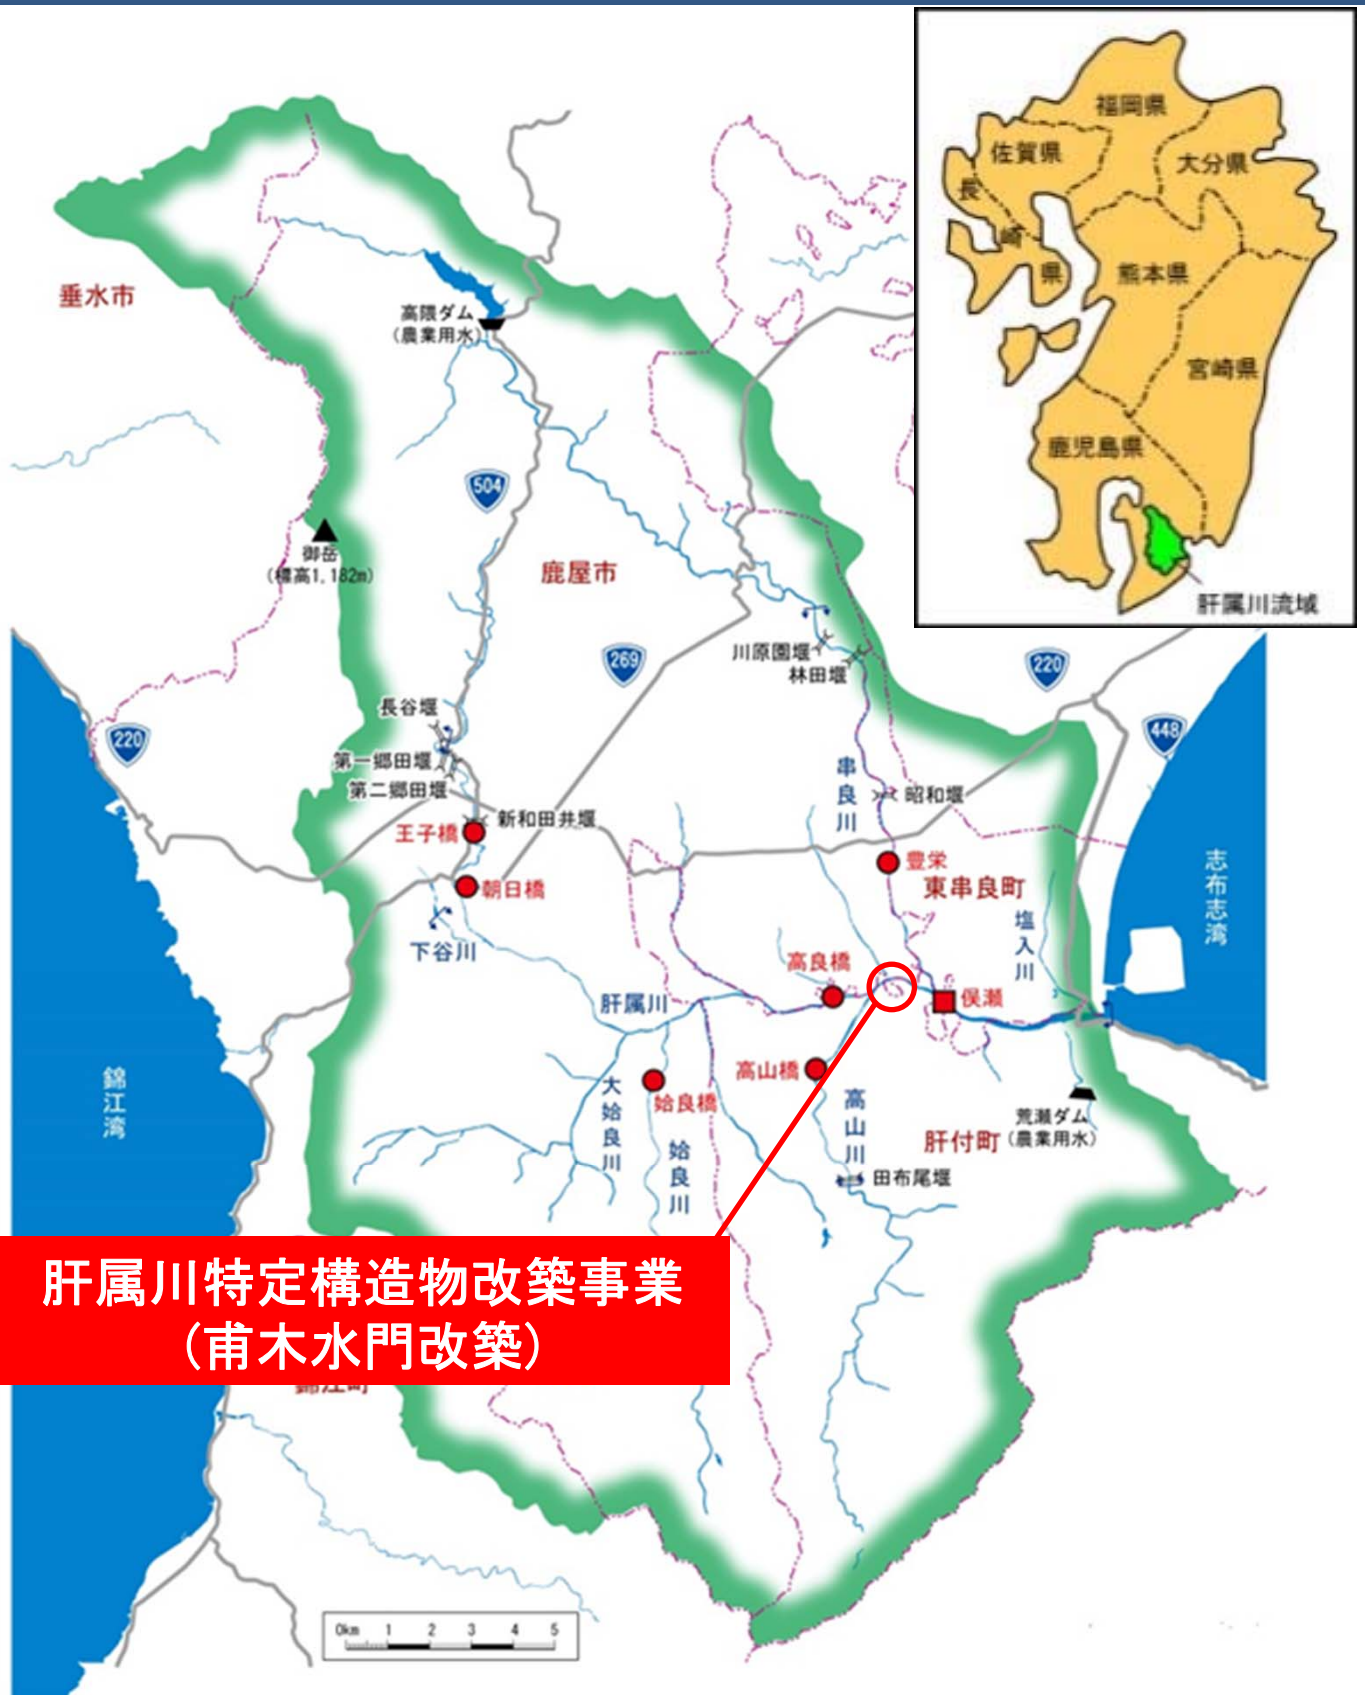 福岡県
佐賀県
大分県
長
崎
県
熊本県
宮崎県
鹿児島県
肝属川流域
垂水市
高隈ダム
(農業用水)
504
御岳
(標高1,182m)
鹿屋市
269
川原園堰
林田堰
220
448
220
長谷堰
第一郷田堰
第二郷田堰
新和田井堰
王子橋
朝日橋
下谷川
串良川
昭和堰
豊栄
東串良町
塩入川
志布志湾
高良橋
肝属川
俣瀬
錦江湾
大姶良川
姶良橋
姶良川
高山橋
高山川
荒瀬ダム
(農業用水)
肝付町
田布尾堰
肝属川特定構造物改築事業
(甫木水門改築)
0km 1 2 3 4 5